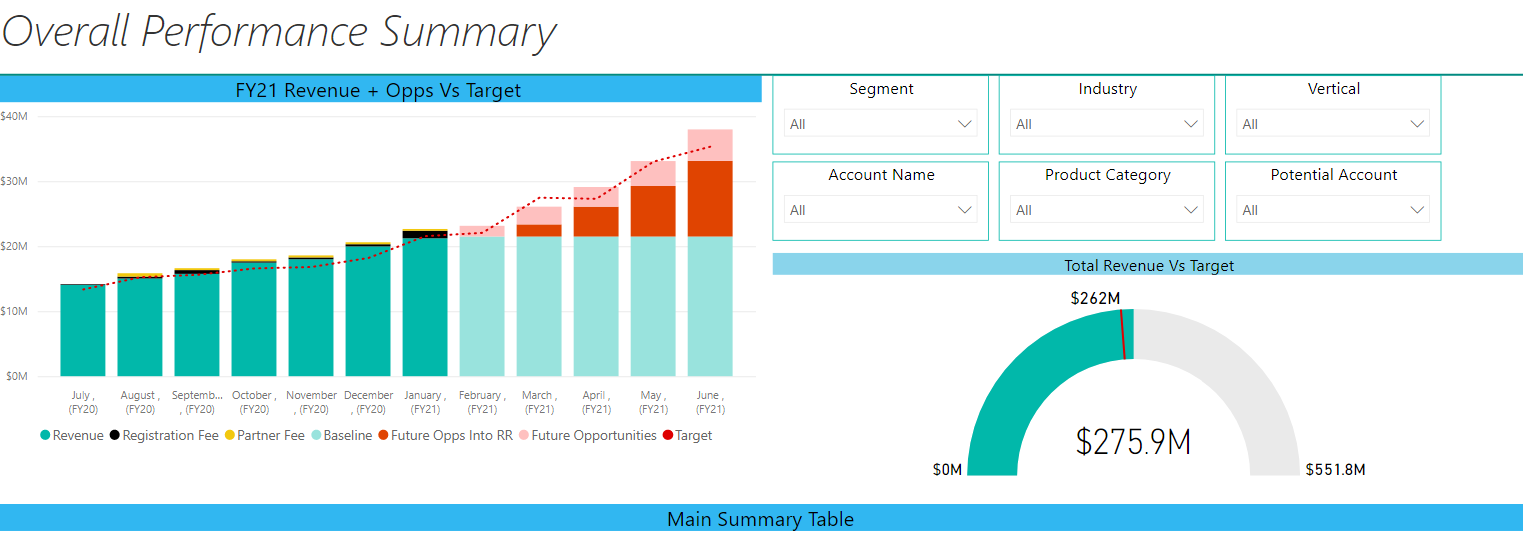 Overall Performance Summary
FY21 Revenue + Opps Vs Target
$40M
$30M
$20M
$10M
$0M
July , (FY20)
August , (FY20)
Septemb... , (FY20)
October , (FY20)
November , (FY20)
December , (FY20)
January , (FY21)
February , (FY21)
March , (FY21)
April , (FY21)
May , (FY21)
June , (FY21)
Revenue Registration Fee Partner Fee Baseline Future Opps Into RR Future Opportunities Target
Segment
All
Industry
All
Vertical
All
Account Name
All
Product Category
All
Potential Account
All
Total Revenue Vs Target
$262M
$275.9M
$0M
$551.8M
Main Summary Table